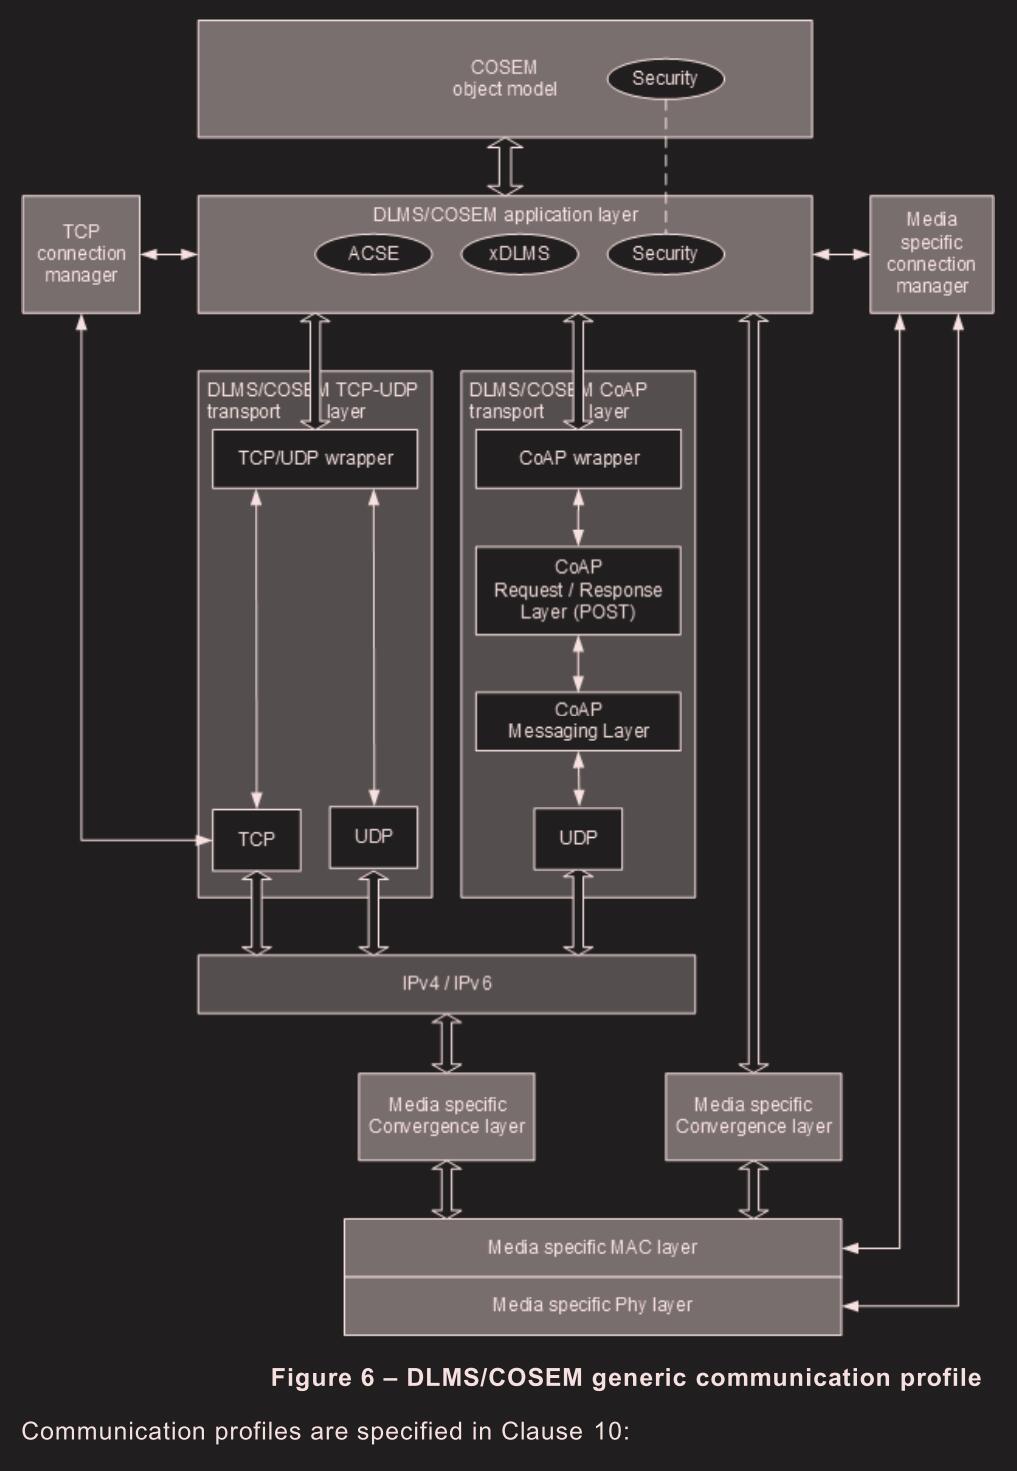 COSEM
object model
Security
TCP
connection
manager
DLMS/COSEM application layer
ACSE
xDLMS
Security
Media
specific
connection
manager
DLMS/COSEM TCP-UDP
transport layer
TCP/UDP wrapper
TCP
UDP
DLMS/COSEM CoAP
transport layer
CoAP wrapper
CoAP
Request / Response
Layer (POST)
CoAP
Messaging Layer
UDP
IPv4 / IPv6
Media specific
Convergence layer
Media specific
Convergence layer
Media specific MAC layer
Media specific Phy layer
Figure 6 – DLMS/COSEM generic communication profile
Communication profiles are specified in Clause 10: